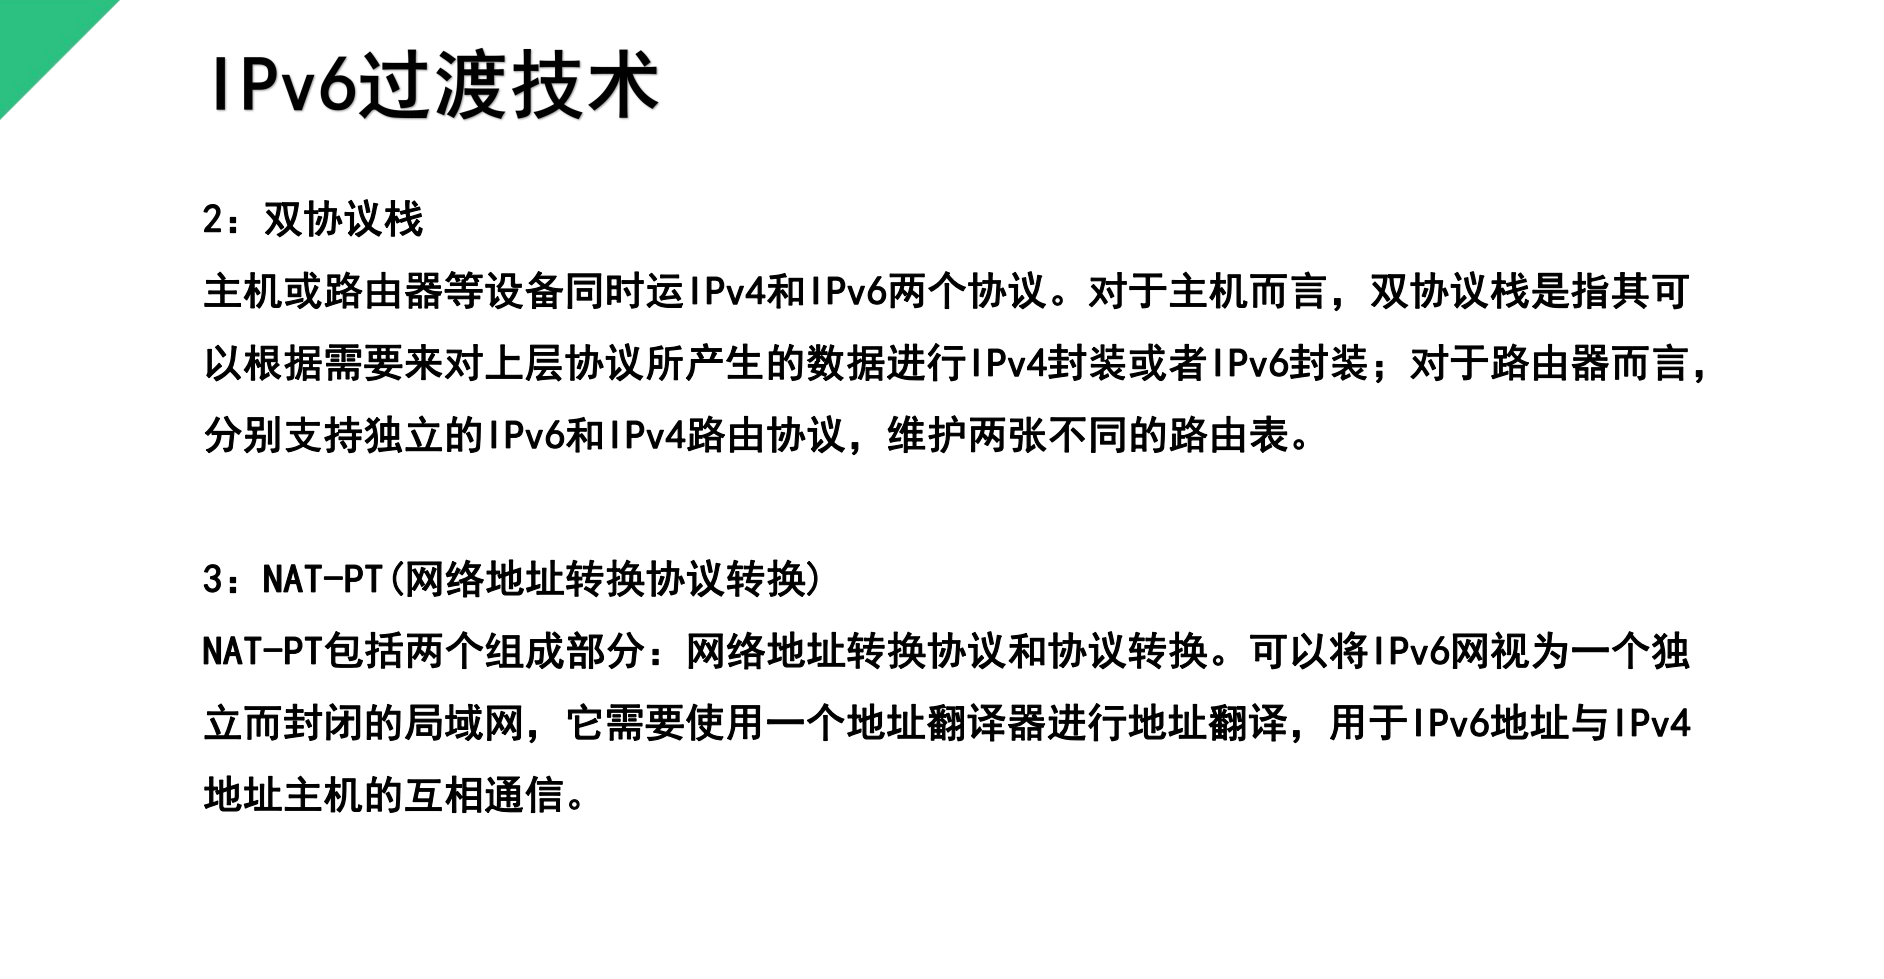 IPv6过渡技术
2：双协议栈
主机或路由器等设备同时运IPv4和IPv6两个协议。对于主机而言，双协议栈是指其可
以根据需要来对上层协议所产生的数据进行IPv4封装或者IPv6封装；对于路由器而言，
分别支持独立的IPv6和IPv4路由协议，维护两张不同的路由表。
3：NAT-PT(网络地址转换协议转换)
NAT-PT包括两个组成部分：网络地址转换协议和协议转换。可以将IPv6网视为一个独
立而封闭的局域网，它需要使用一个地址翻译器进行地址翻译，用于IPv6地址与IPv4
地址主机的互相通信。